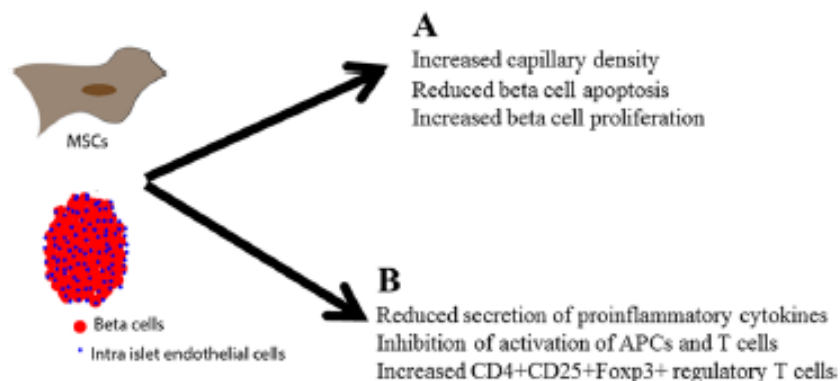 MSCs
Beta cells
Intra islet endothelial cells
A
Increased capillary density
Reduced beta cell apoptosis
Increased beta cell proliferation
B
Reduced secretion of proinflammatory cytokines
Inhibition of activation of APCs and T cells
Increased CD4+CD25+Foxp3+ regulatory T cells